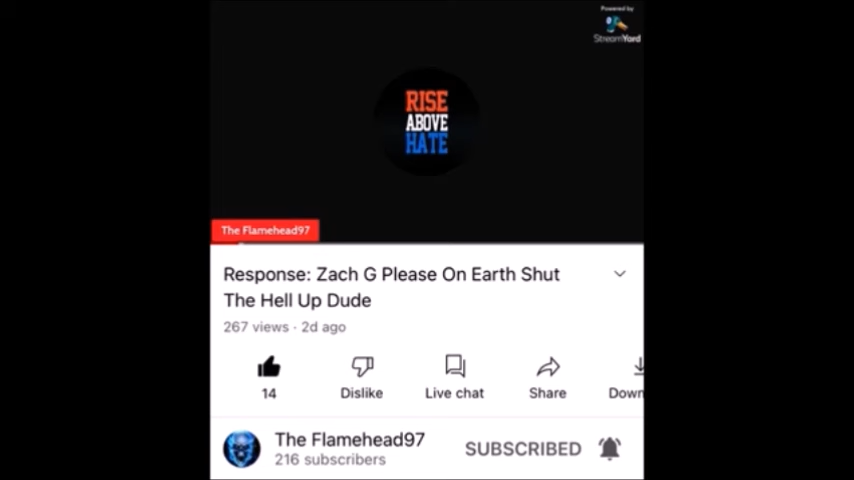 Powered by
StreamYard
RISE
ABOVE
HATE
The Flamehead97
Response: Zach G Please On Earth Shut
The Hell Up Dude
267 views · 2d ago
14
Dislike
Live chat
Share
Down
The Flamehead97
216 subscribers
SUBSCRIBED